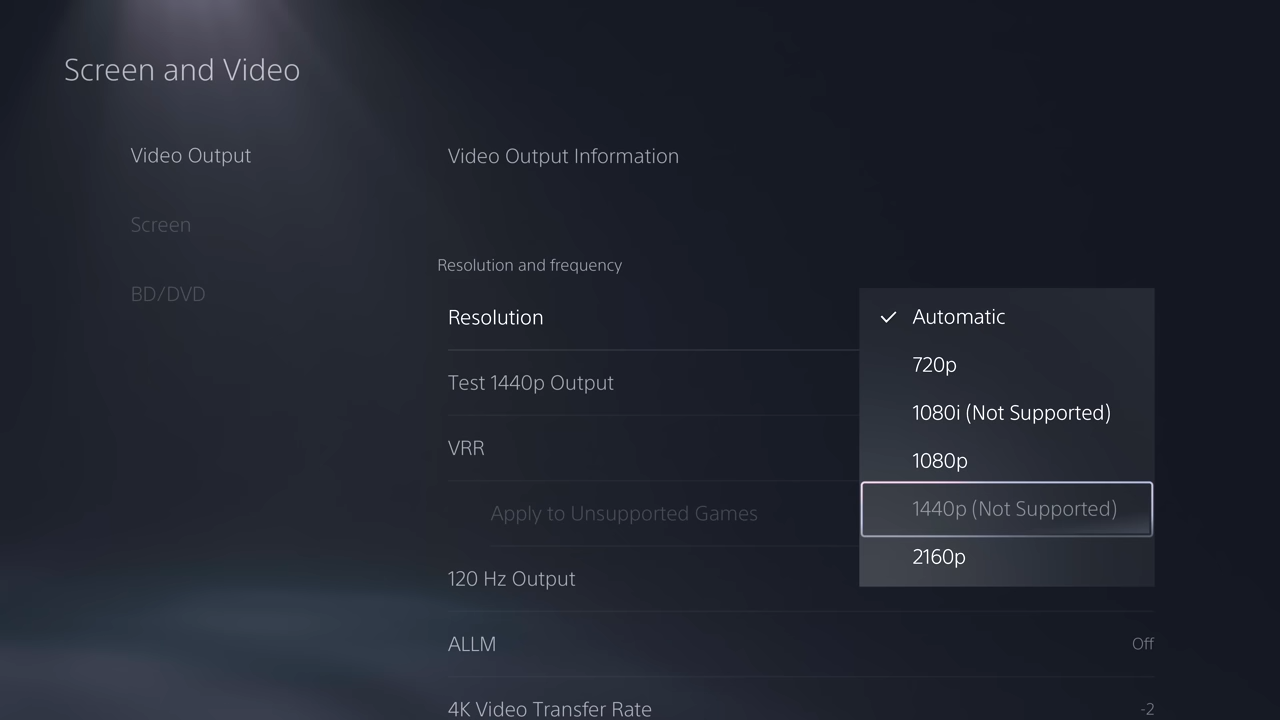 Screen and Video
Video Output
Screen
BD/DVD
Video Output Information
Resolution and frequency
Resolution
Test 1440p Output
VRR
Apply to Unsupported Games
120 Hz Output
ALLM
Off
4K Video Transfer Rate
-2
Automatic
720p
1080i (Not Supported)
1080p
1440p (Not Supported)
2160p